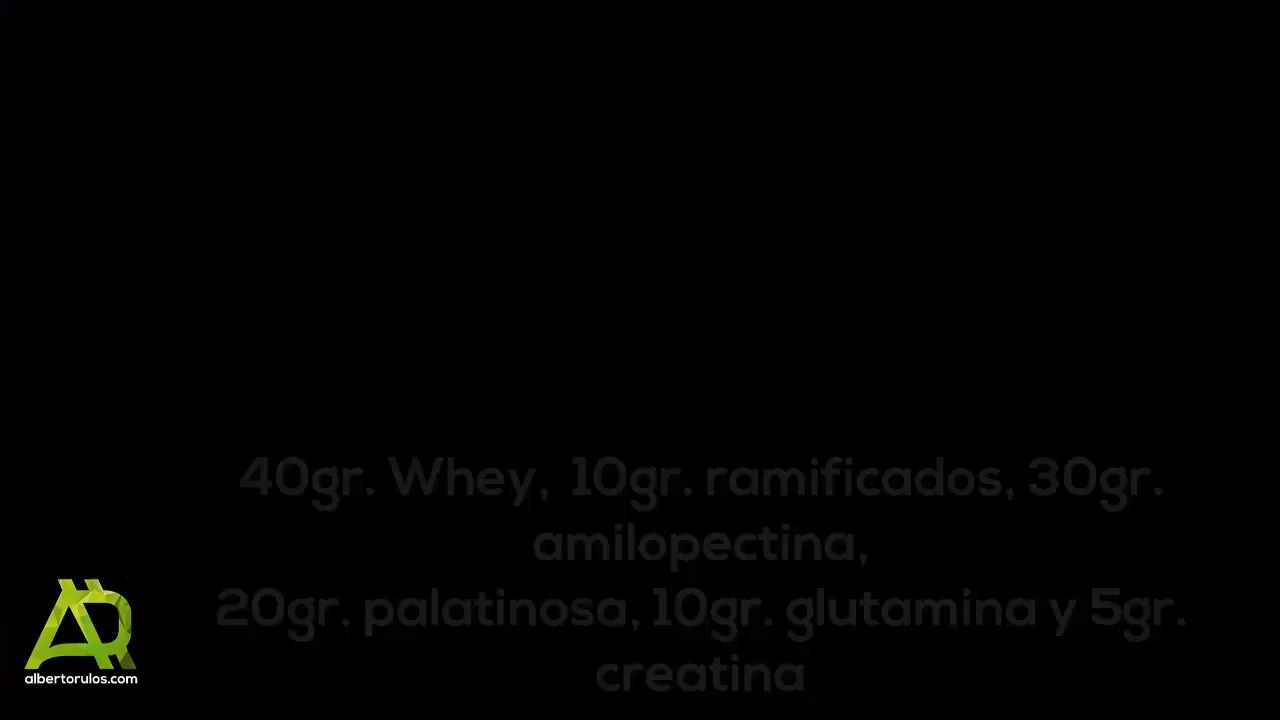 40gr. Whey, 10gr. ramificados, 30gr.
amilopectina,
20gr. palatinosa, 10gr. glutamina y 5gr.
creatina
albertorulos.com